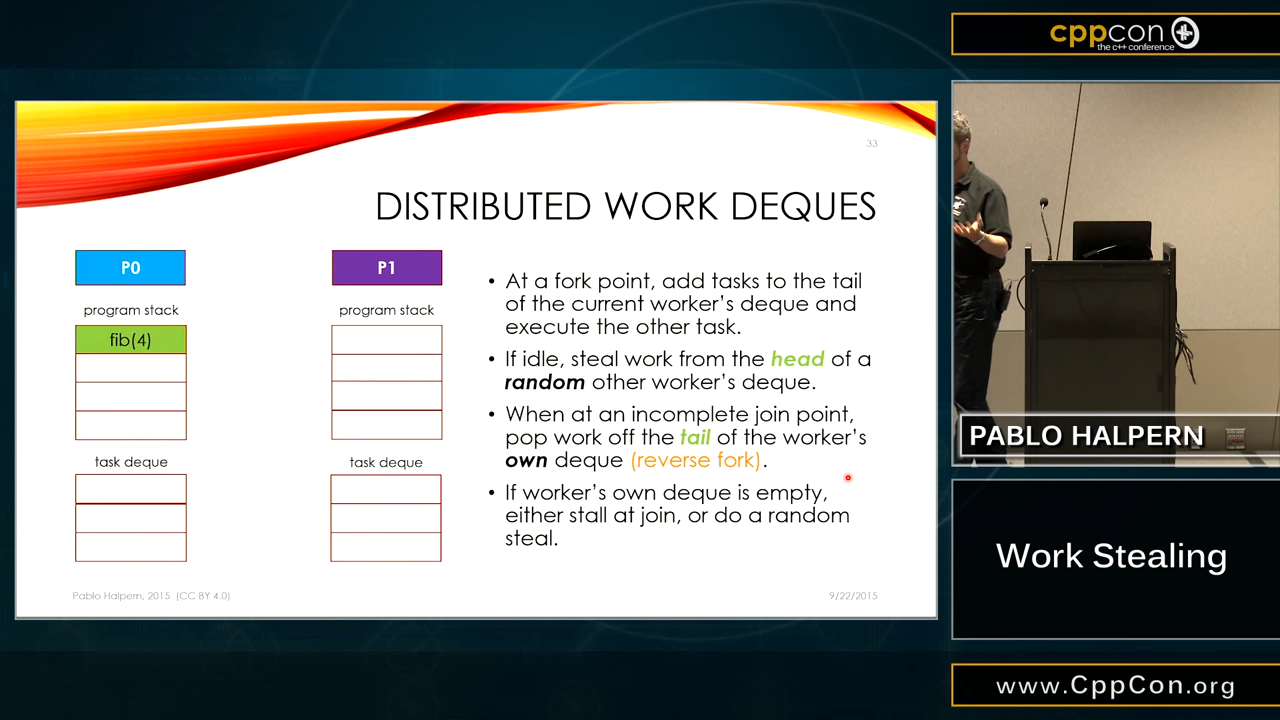 cppcon
the c++ conference
33
DISTRIBUTED WORK DEQUES
P0
P1
program stack
program stack
fib(4)
task deque
task deque
• At a fork point, add tasks to the tail
of the current worker's deque and
execute the other task.
• If idle, steal work from the head of a
random other worker's deque.
• When at an incomplete join point,
pop work off the tail of the worker's
own deque (reverse fork).
• If worker's own deque is empty,
either stall at join, or do a random
steal.
Pablo Halpern, 2015 (CC BY 4.0)
9/22/2015
PABLO HALPERN
Work Stealing
www.CppCon.org